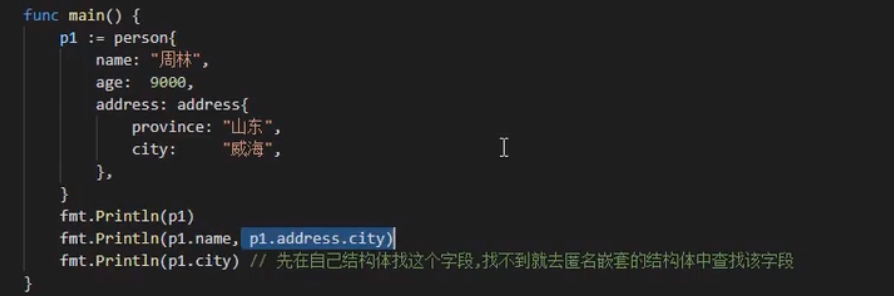 func main() {
    p1 := person{
        name: "周林",
        age:  9000,
        address: address{
            province: "山东",
            city:     "威海",
        },
    }
    fmt.Println(p1)
    fmt.Println(p1.name, p1.address.city)
    fmt.Println(p1.city) // 先在自己结构体找这个字段,找不到就去匿名嵌套的结构体中查找该字段
}